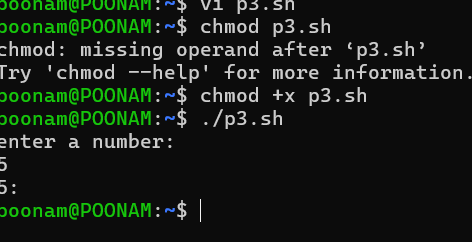 poonam@POONAM:~$ vi p3.sh
poonam@POONAM:~$ chmod p3.sh
chmod: missing operand after ‘p3.sh’
Try 'chmod --help' for more information.
poonam@POONAM:~$ chmod +x p3.sh
poonam@POONAM:~$ ./p3.sh
enter a number:
5
5:
poonam@POONAM:~$